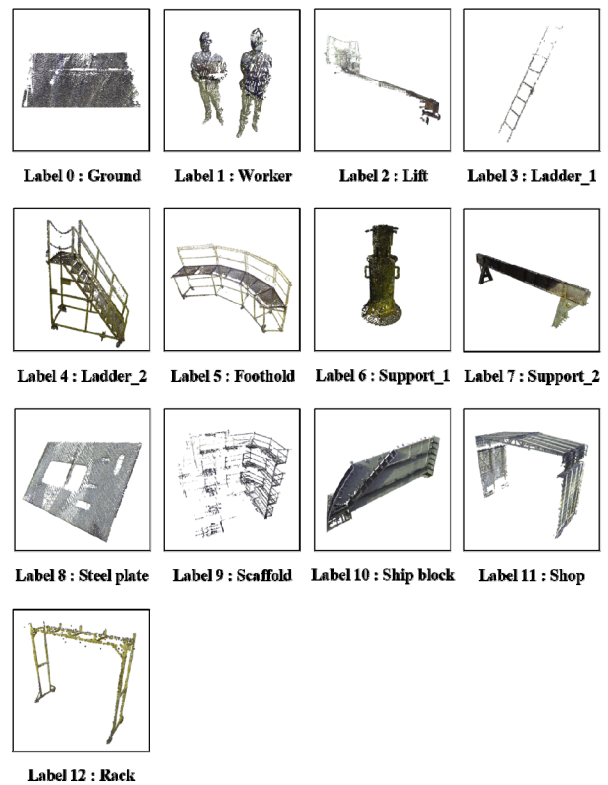 Label 0 : Ground
Label 1 : Worker
Label 2 : Lift
Label 3 : Ladder_1
Label 4 : Ladder_2
Label 5 : Foothold
Label 6 : Support_1
Label 7 : Support_2
Label 8 : Steel plate
Label 9 : Scaffold
Label 10 : Ship block
Label 11 : Shop
Label 12 : Rack